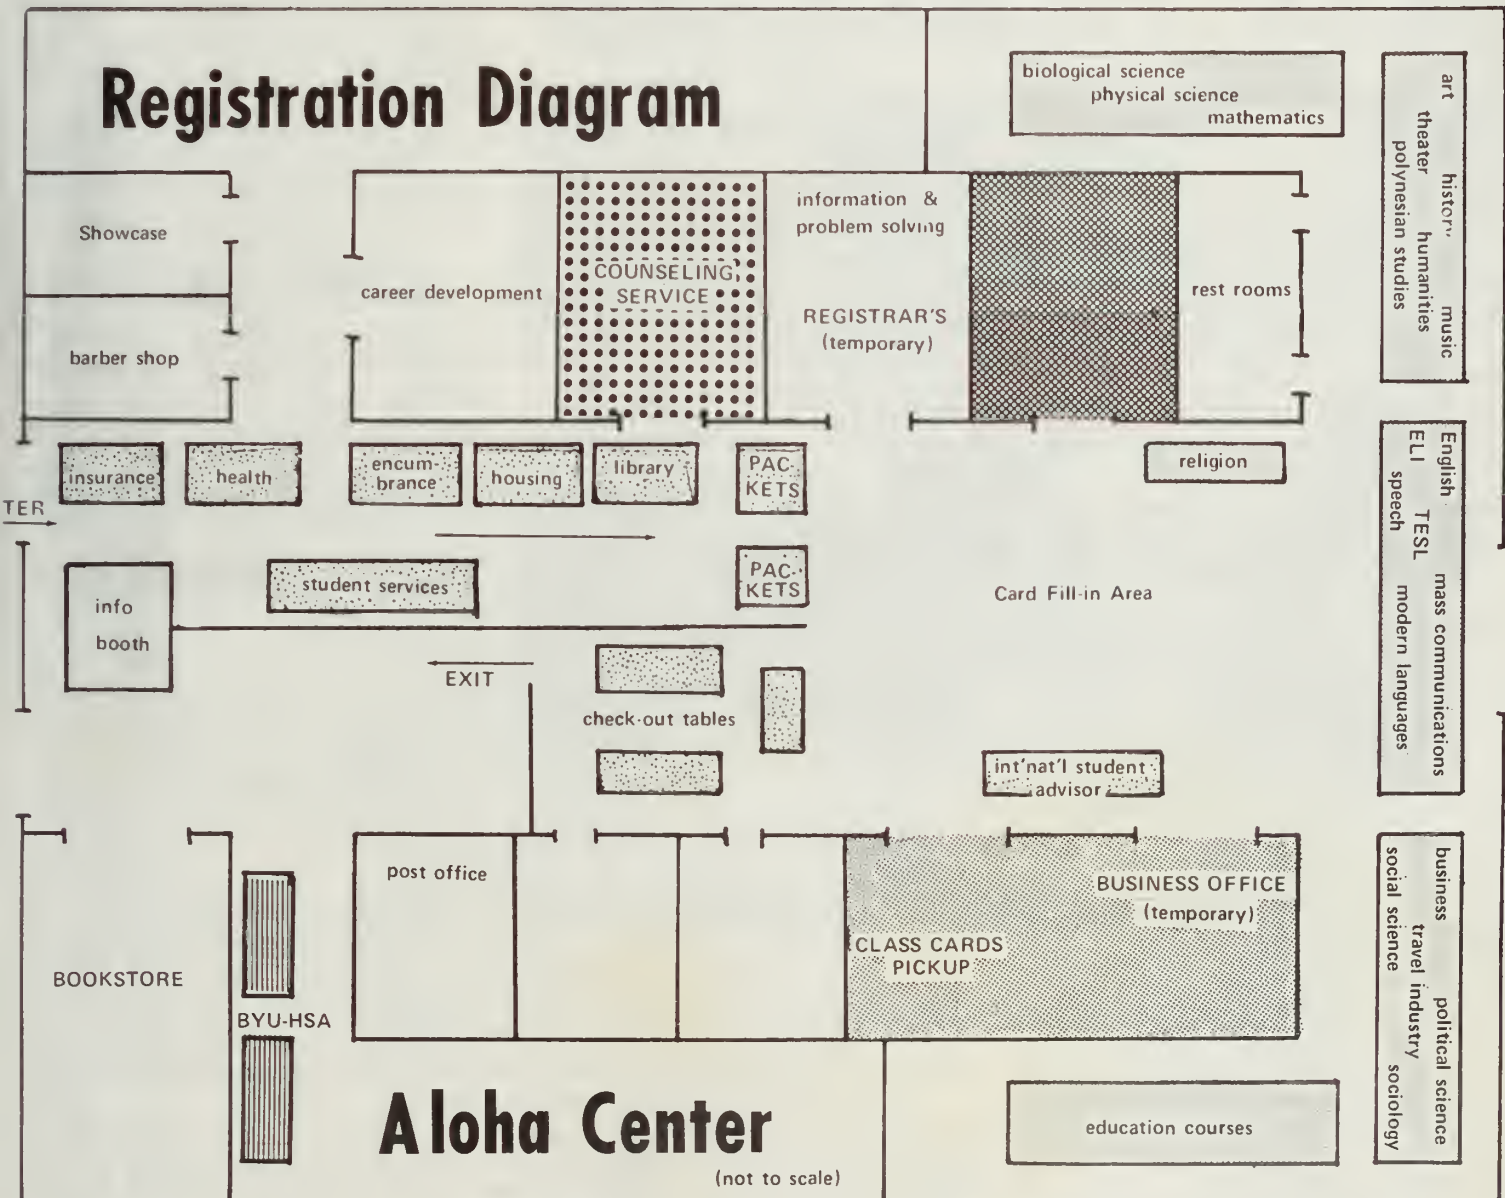 Registration Diagram
biological science
physical science
mathematics
art history music
theater humanities
polynesian studies
Showcase
barber shop
career development
COUNSELING
SERVICE
information &
problem solving
REGISTRAR'S
(temporary)
rest rooms
insurance
health
encum-
brance
housing
library
PAC-
KETS
religion
English mass communications
ELI TESL modern languages
speech
TER
info
booth
student services
PAC-
KETS
Card Fill-in Area
EXIT
check-out tables
int'nat'l student
advisor
post office
BUSINESS OFFICE
(temporary)
CLASS CARDS
PICKUP
business political science
travel industry
social science sociology
BOOKSTORE
BYU-HSA
Aloha Center
(not to scale)
education courses